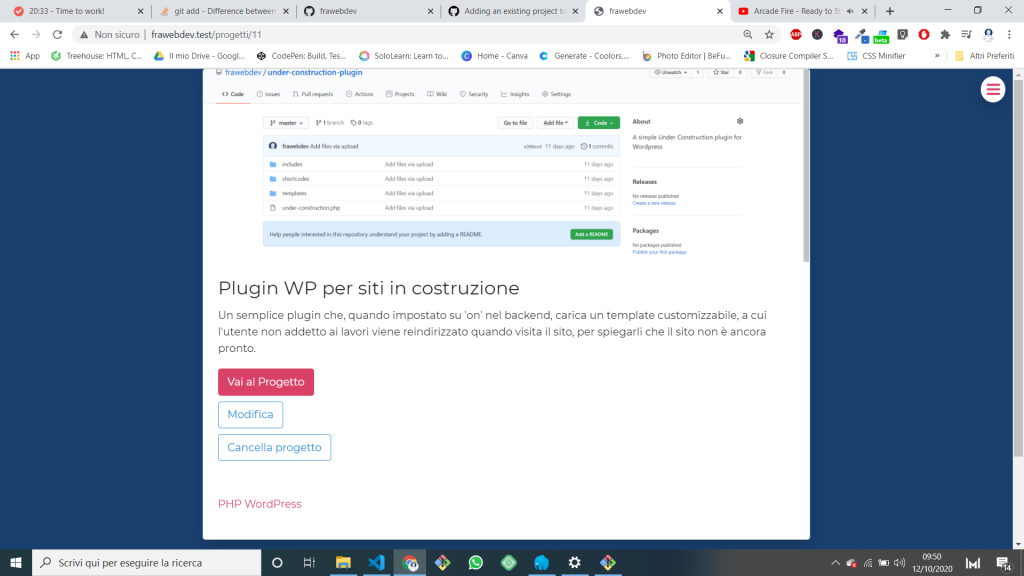 20:33 - Time to work!
git add - Difference between
frawebdev
Adding an existing project to
frawebdev
Arcade Fire - Ready to S
Non sicuro
frawebdev.test/progetti/11
ABP
10
beta
App
Treehouse: HTML, C...
Il mio Drive - Googl...
CodePen: Build, Tes...
SoloLearn: Learn to...
Home - Canva
Generate - Coolors....
Photo Editor | BeFu...
Closure Compiler S...
CSS Minifier
»
Altri Preferiti
frawebdev / under-construction-plugin
Unwatch
1
Star
0
Fork
0
Code
Issues
Pull requests
Actions
Projects
Wiki
Security
Insights
Settings
master
1 branch
0 tags
Go to file
Add file
Code
About
A simple Under Construction plugin for
Wordpress
frawebdev Add files via upload
11 days ago
1 commits
includes
Add files via upload
11 days ago
shortcodes
Add files via upload
11 days ago
templates
Add files via upload
11 days ago
under-construction.php
Add files via upload
11 days ago
Releases
No releases published
Create a new release
Help people interested in this repository understand your project by adding a README.
Add a README
Packages
No packages published
Publish your first package
Plugin WP per siti in costruzione
Un semplice plugin che, quando impostato su 'on' nel backend, carica un template customizzabile, a cui
l'utente non addetto ai lavori viene reindirizzato quando visita il sito, per spiegarli che il sito non è ancora
pronto.
Vai al Progetto
Modifica
Cancella progetto
PHP WordPress
Scrivi qui per eseguire la ricerca
09:50
12/10/2020
14